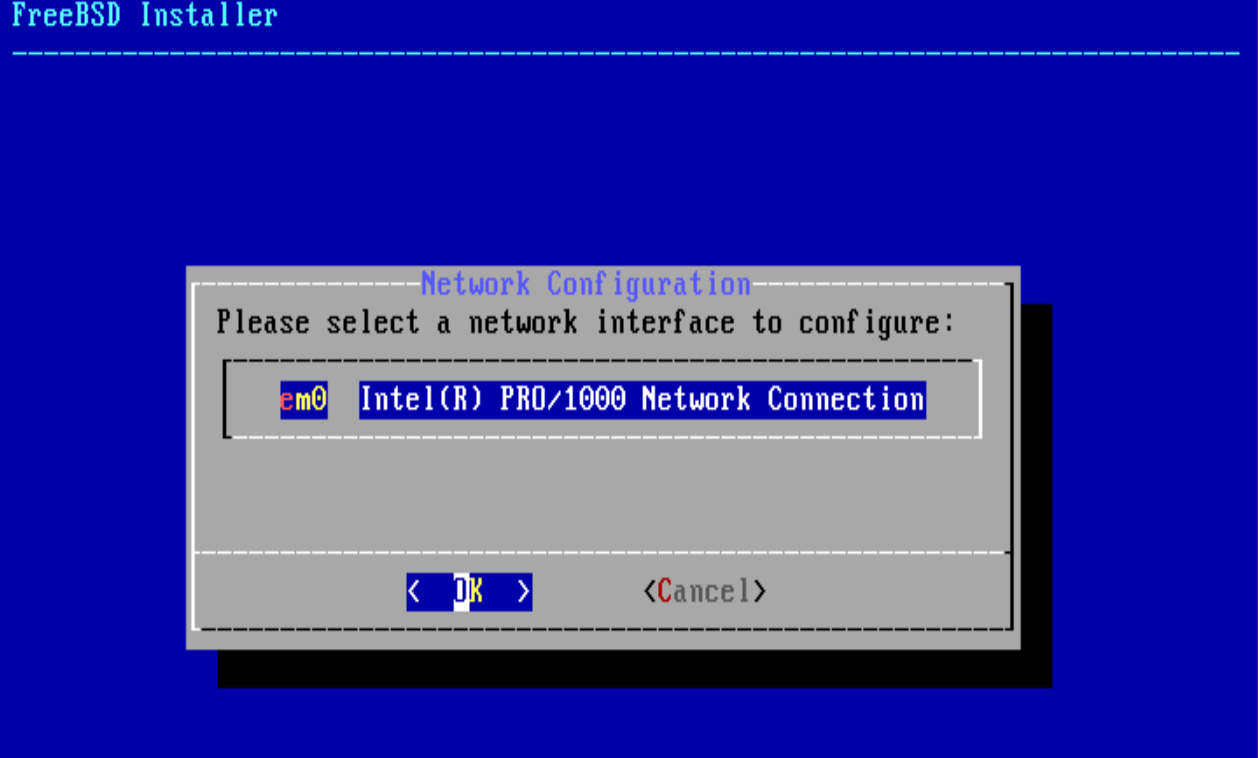 FreeBSD Installer
Network Configuration
Please select a network interface to configure:
em0 Intel(R) PRO/1000 Network Connection
< OK > <Cancel>